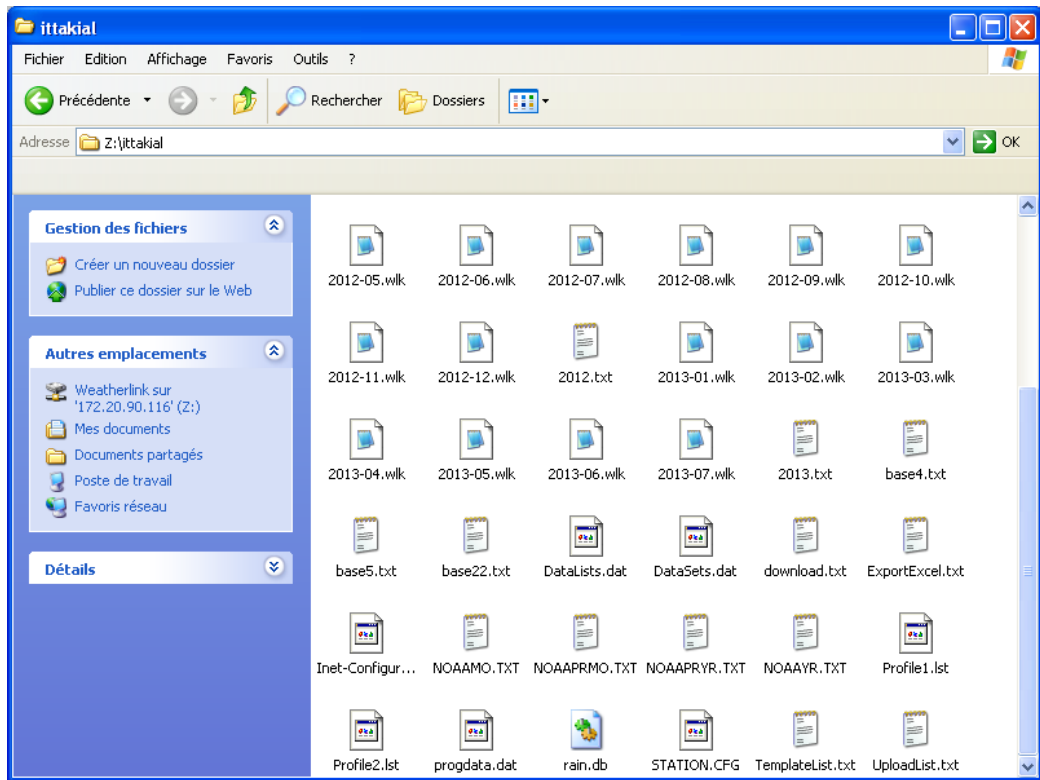 ittakial
Fichier Edition Affichage Favoris Outils ?
Précédente Rechercher Dossiers
Adresse Z:\ittakial OK
Gestion des fichiers
Créer un nouveau dossier
Publier ce dossier sur le Web
Autres emplacements
Weatherlink sur
'172.20.90.116' (Z:)
Mes documents
Documents partagés
Poste de travail
Favoris réseau
Détails
2012-05.wlk 2012-06.wlk 2012-07.wlk 2012-08.wlk 2012-09.wlk 2012-10.wlk
2012-11.wlk 2012-12.wlk 2012.txt 2013-01.wlk 2013-02.wlk 2013-03.wlk
2013-04.wlk 2013-05.wlk 2013-06.wlk 2013-07.wlk 2013.txt base4.txt
base5.txt base22.txt DataLists.dat DataSets.dat download.txt ExportExcel.txt
Inet-Configur... NOAAMO.TXT NOAAPRMO.TXT NOAAPRYR.TXT NOAAYR.TXT Profile1.lst
Profile2.lst progdata.dat rain.db STATION.CFG TemplateList.txt UploadList.txt